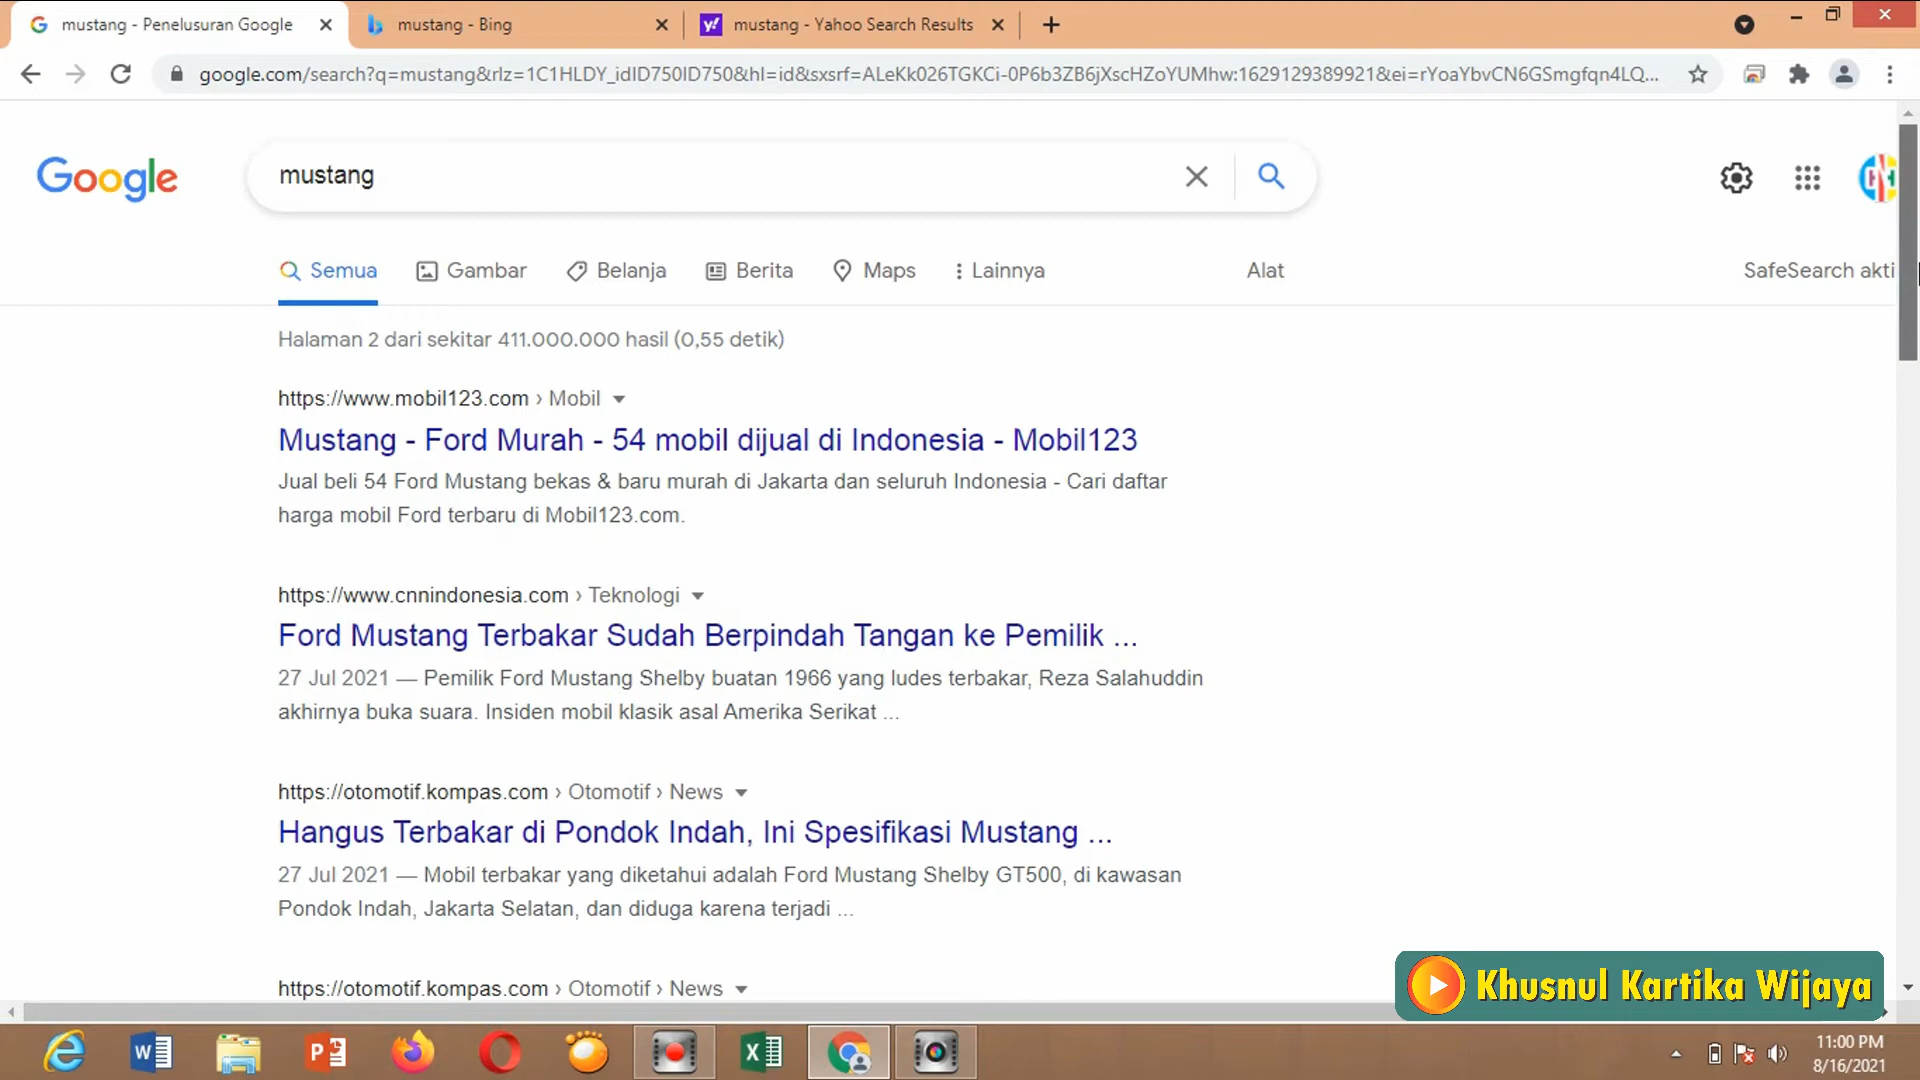 mustang - Penelusuran Google
mustang - Bing
mustang - Yahoo Search Results
google.com/search?q=mustang&rlz=1C1HLDY_idID750ID750&hl=id&sxsrf=ALeKk026TGKCi-0P6b3ZB6jXscHZoYUMhw:1629129389921&ei=rYoaYbvCN6GSmgfqn4LQ...
Google
mustang
Semua
Gambar
Belanja
Berita
Maps
Lainnya
Alat
SafeSearch akti
Halaman 2 dari sekitar 411.000.000 hasil (0,55 detik)
https://www.mobil123.com › Mobil
Mustang - Ford Murah - 54 mobil dijual di Indonesia - Mobil123
Jual beli 54 Ford Mustang bekas & baru murah di Jakarta dan seluruh Indonesia - Cari daftar
harga mobil Ford terbaru di Mobil123.com.
https://www.cnnindonesia.com › Teknologi
Ford Mustang Terbakar Sudah Berpindah Tangan ke Pemilik ...
27 Jul 2021 — Pemilik Ford Mustang Shelby buatan 1966 yang ludes terbakar, Reza Salahuddin
akhirnya buka suara. Insiden mobil klasik asal Amerika Serikat ...
https://otomotif.kompas.com › Otomotif › News
Hangus Terbakar di Pondok Indah, Ini Spesifikasi Mustang ...
27 Jul 2021 — Mobil terbakar yang diketahui adalah Ford Mustang Shelby GT500, di kawasan
Pondok Indah, Jakarta Selatan, dan diduga karena terjadi ...
https://otomotif.kompas.com › Otomotif › News
Khusnul Kartika Wijaya
11:00 PM
8/16/2021